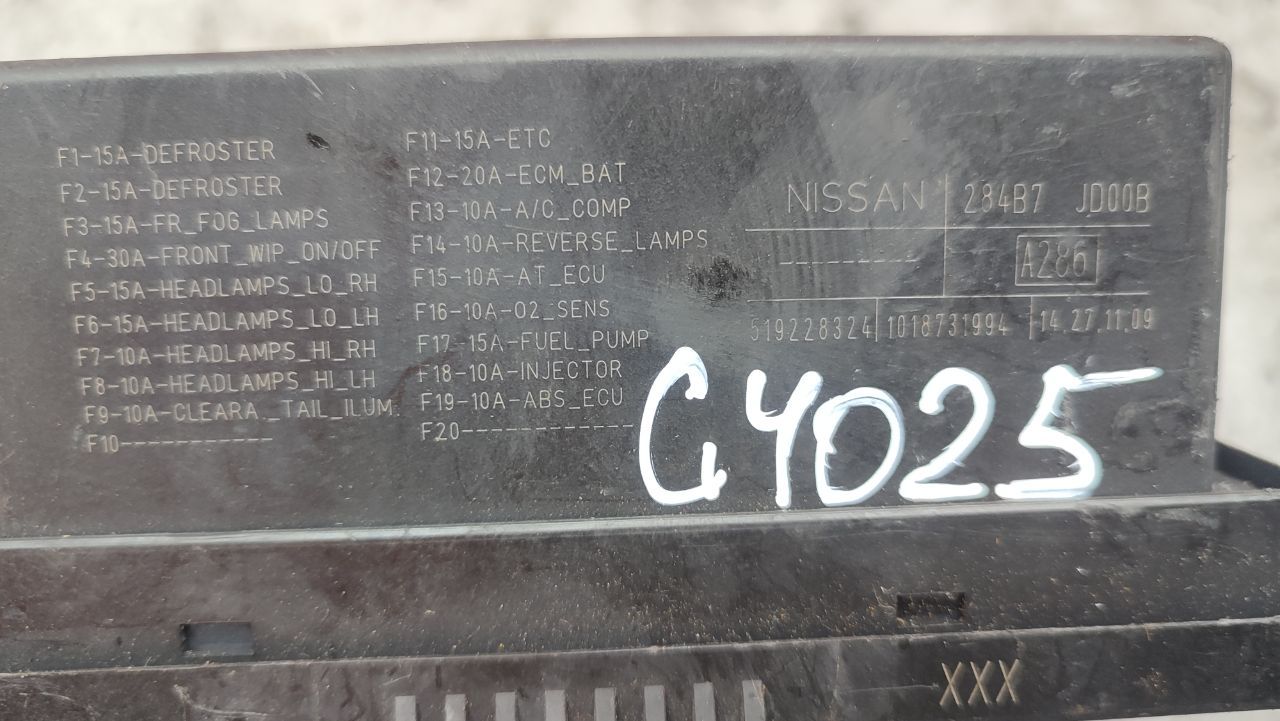 F1-15A-DEFROSTER
F2-15A-DEFROSTER
F3-15A-FR_FOG_LAMPS
F4-30A-FRONT_WIP_ON/OFF
F5-15A-HEADLAMPS_LO_RH
F6-15A-HEADLAMPS_LO_LH
F7-10A-HEADLAMPS_HI_RH
F8-10A-HEADLAMPS_HI_LH
F9-10A-CLEARA_TAIL_ILUM.
F10------------
F11-15A-ETC
F12-20A-ECM_BAT
F13-10A-A/C_COMP
F14-10A-REVERSE_LAMPS
F15-10A-AT_ECU
F16-10A-O2_SENS
F17-15A-FUEL_PUMP
F18-10A-INJECTOR
F19-10A-ABS_ECU
F20------------
NISSAN 284B7 JD00B
---------- A286
519228324 1018731994 14.27.11.09
G4025
XXX